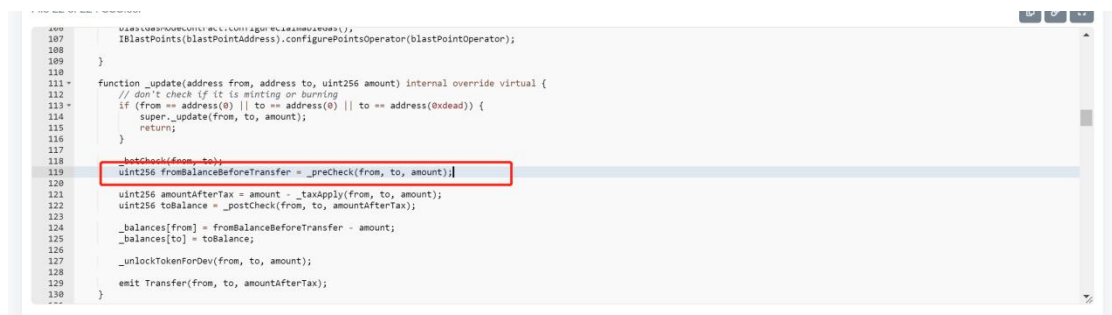 107 IBlastPoints(blastPointAddress).configurePointsOperator(blastPointOperator);
108
109 }
110
111 function _update(address from, address to, uint256 amount) internal override virtual {
112 // don't check if it is minting or burning
113 if (from == address(0) || to == address(0) || to == address(0xdead)) {
114 super._update(from, to, amount);
115 return;
116 }
117
118 _botCheck(from, to);
119 uint256 fromBalanceBeforeTransfer = _preCheck(from, to, amount);
120
121 uint256 amountAfterTax = amount - _taxApply(from, to, amount);
122 uint256 toBalance = _postCheck(from, to, amountAfterTax);
123
124 _balances[from] = fromBalanceBeforeTransfer - amount;
125 _balances[to] = toBalance;
126
127 _unlockTokenForDev(from, to, amount);
128
129 emit Transfer(from, to, amountAfterTax);
130 }